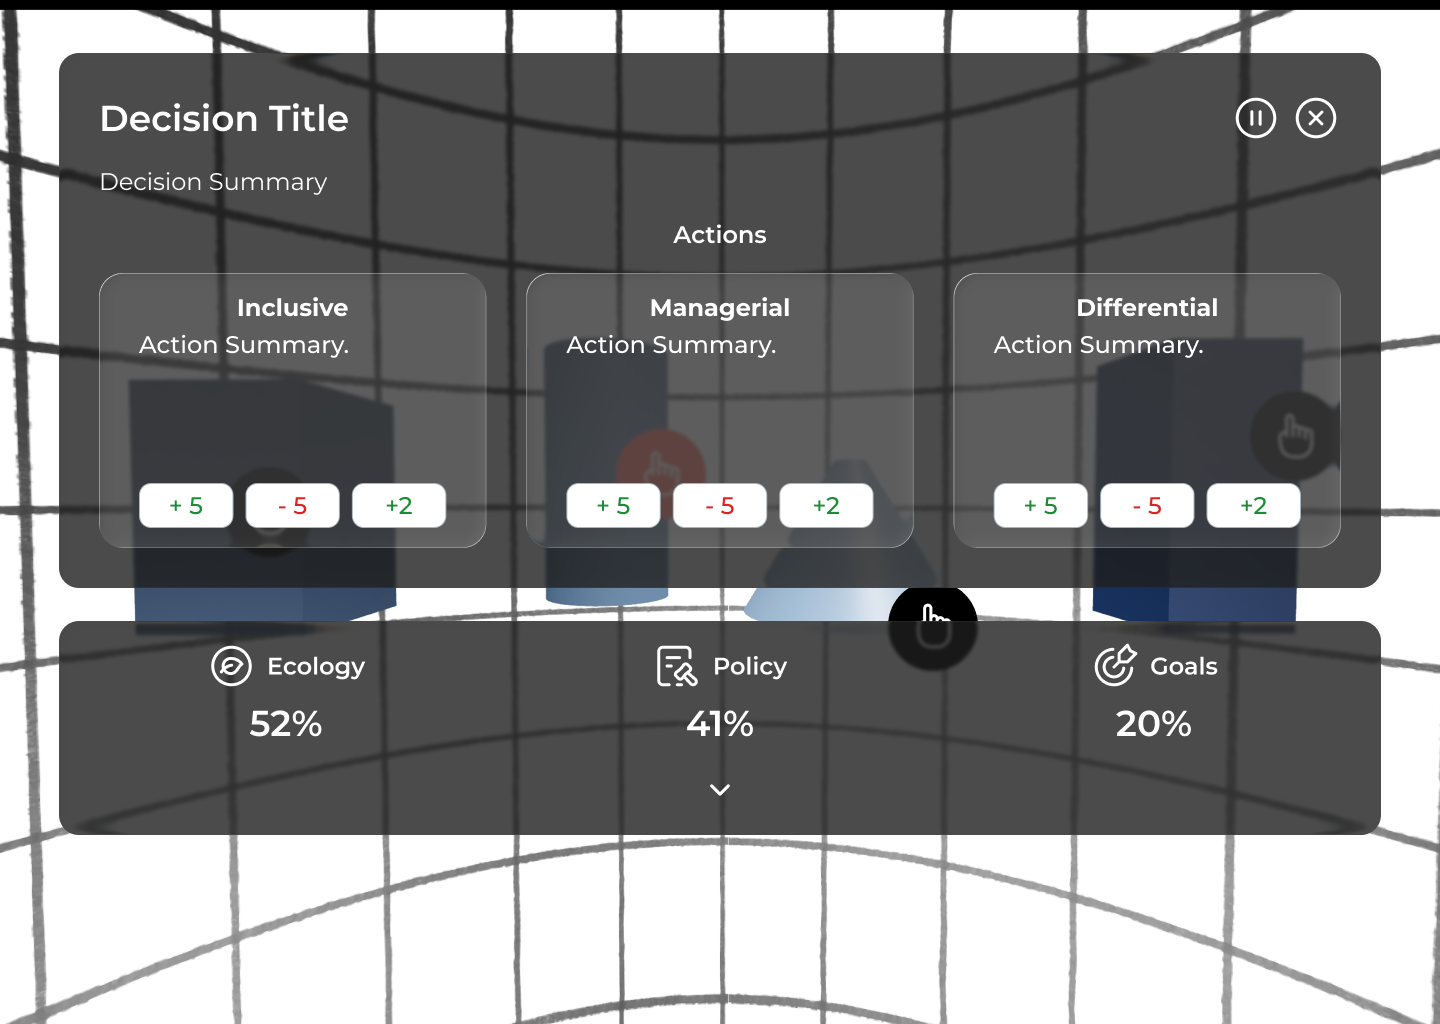 Decision Title
Decision Summary
Actions
Inclusive
Action Summary.
+ 5
- 5
+2
Managerial
Action Summary.
+ 5
- 5
+2
Differential
Action Summary.
+ 5
- 5
+2
Ecology
52%
Policy
41%
Goals
20%